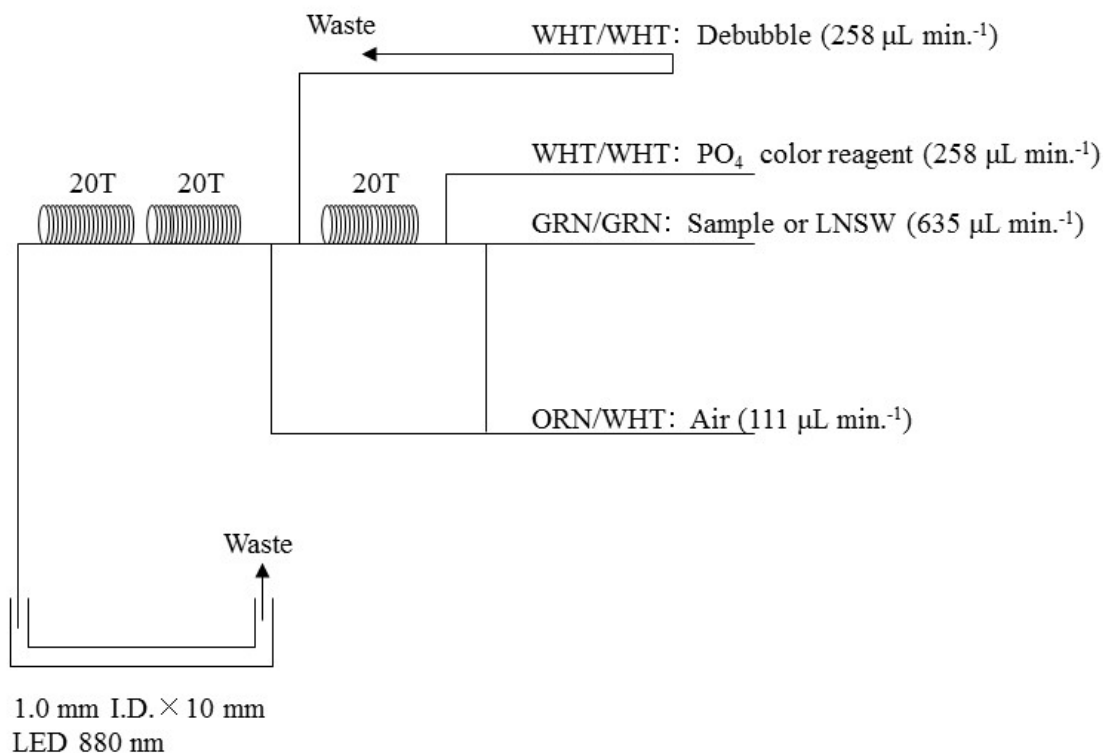 Waste
WHT/WHT: Debubble (258 μL min.⁻¹)
WHT/WHT: PO₄ color reagent (258 μL min.⁻¹)
20T 20T 20T
GRN/GRN: Sample or LNSW (635 μL min.⁻¹)
ORN/WHT: Air (111 μL min.⁻¹)
Waste
1.0 mm I.D.×10 mm
LED 880 nm